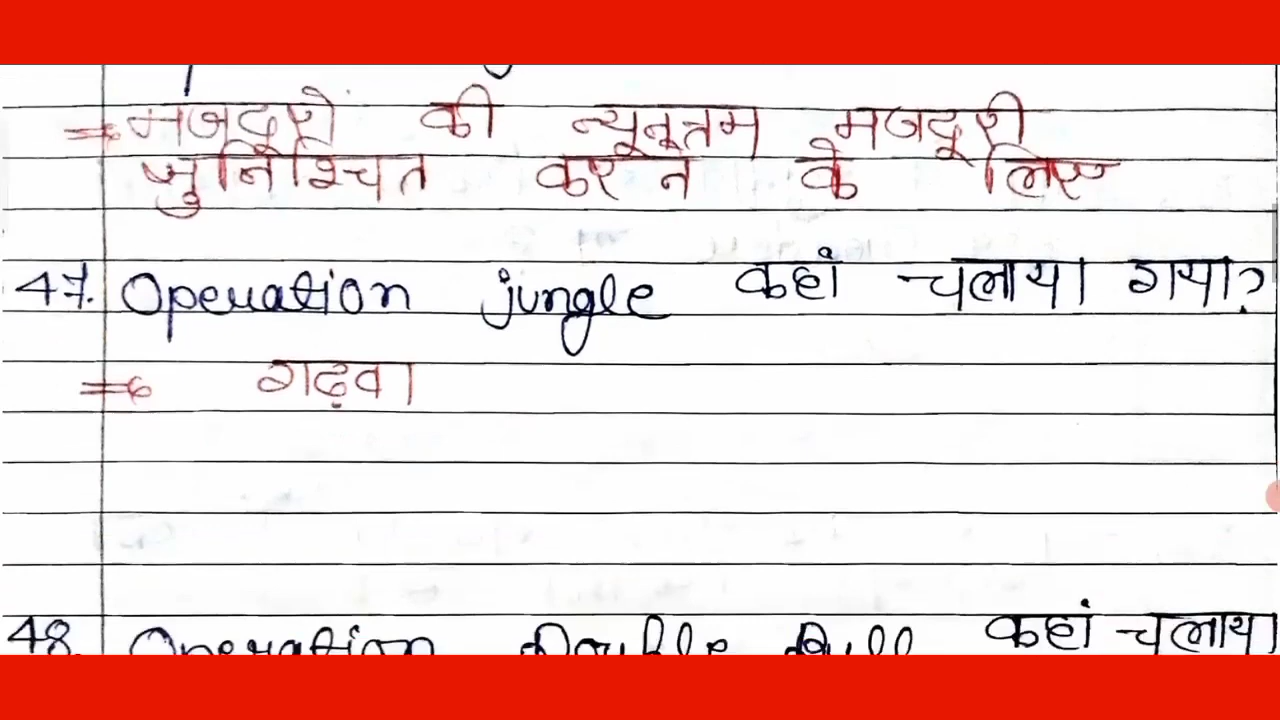 ⇒ मजदूरों की न्यूनतम मजदूरी
सुनिश्चित करने के लिए
47. Operation jungle कहां चलाया गया?
⇒ गढ़वा
48. Operation कहां चलाया